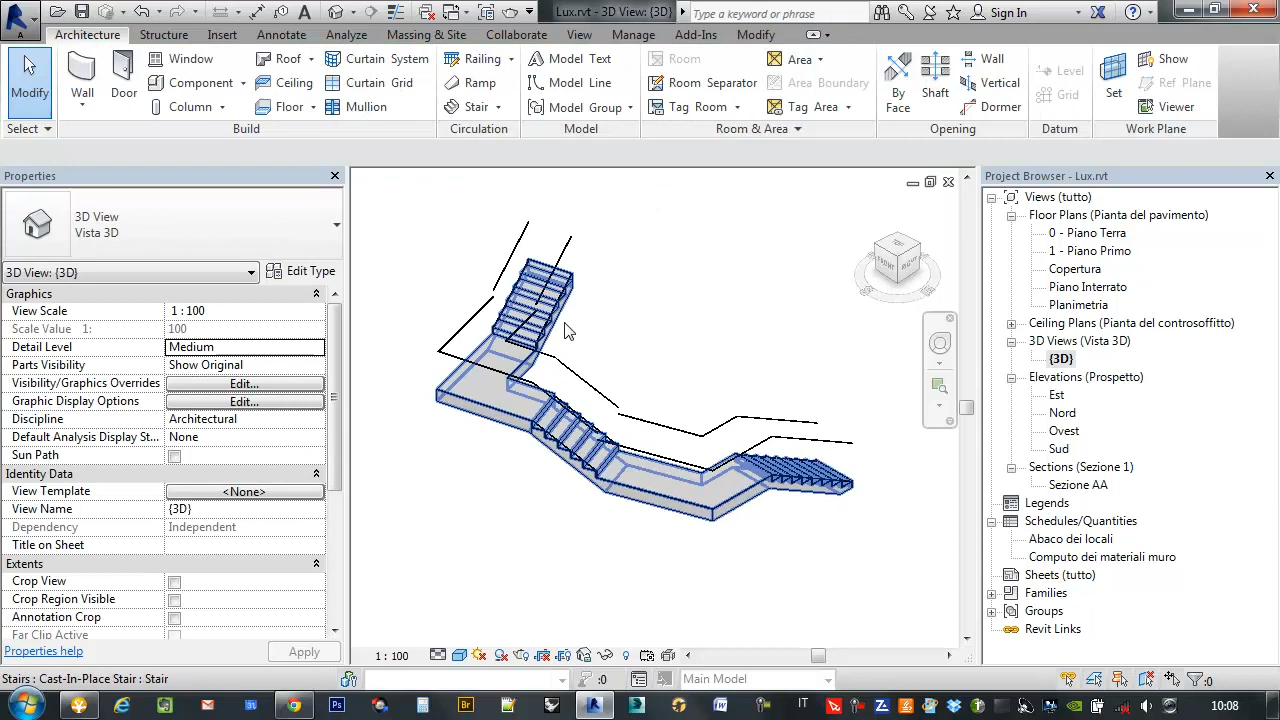 Lux.rvt - 3D View: {3D}
Type a keyword or phrase
Sign In
Architecture
Structure
Insert
Annotate
Analyze
Massing & Site
Collaborate
View
Manage
Add-Ins
Modify
Modify
Wall
Door
Window
Component
Column
Roof
Ceiling
Floor
Curtain System
Curtain Grid
Mullion
Railing
Ramp
Stair
Model Text
Model Line
Model Group
Room
Room Separator
Tag Room
Area
Area Boundary
Tag Area
By
Face
Shaft
Wall
Vertical
Dormer
Level
Grid
Set
Show
Ref Plane
Viewer
Select
Build
Circulation
Model
Room & Area
Opening
Datum
Work Plane
Properties
3D View
Vista 3D
3D View: {3D}
Edit Type
Graphics
View Scale 1 : 100
Scale Value 1: 100
Detail Level Medium
Parts Visibility Show Original
Visibility/Graphics Overrides Edit...
Graphic Display Options Edit...
Discipline Architectural
Default Analysis Display St... None
Sun Path
Identity Data
View Template <None>
View Name {3D}
Dependency Independent
Title on Sheet
Extents
Crop View
Crop Region Visible
Annotation Crop
Far Clip Active
Properties help
Apply
TOP
FRONT
RIGHT
1 : 100
Project Browser - Lux.rvt
Views (tutto)
Floor Plans (Pianta del pavimento)
0 - Piano Terra
1 - Piano Primo
Copertura
Piano Interrato
Planimetria
Ceiling Plans (Pianta del controsoffitto)
3D Views (Vista 3D)
{3D}
Elevations (Prospetto)
Est
Nord
Ovest
Sud
Sections (Sezione 1)
Sezione AA
Legends
Schedules/Quantities
Abaco dei locali
Computo dei materiali muro
Sheets (tutto)
Families
Groups
Revit Links
Stairs : Cast-In-Place Stair : Stair
:0
Main Model
:0
Ps
Br
IT
10:08